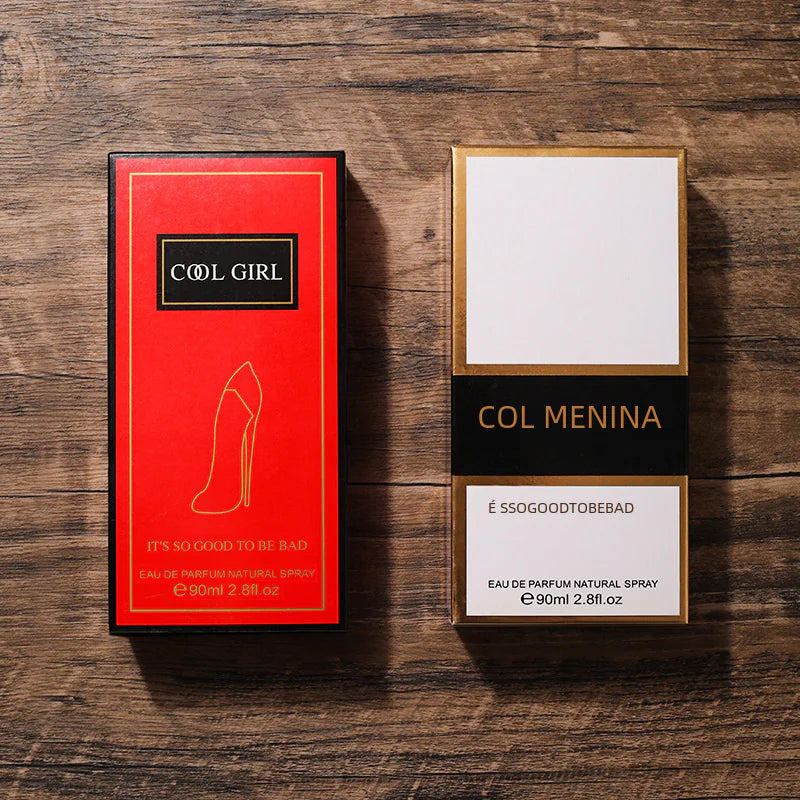 COOL GIRL
IT'S SO GOOD TO BE BAD
EAU DE PARFUM NATURAL SPRAY
℮90ml 2.8fl.oz
COL MENINA
É SSOGOODTOBEBAD
EAU DE PARFUM NATURAL SPRAY
℮90ml 2.8fl.oz